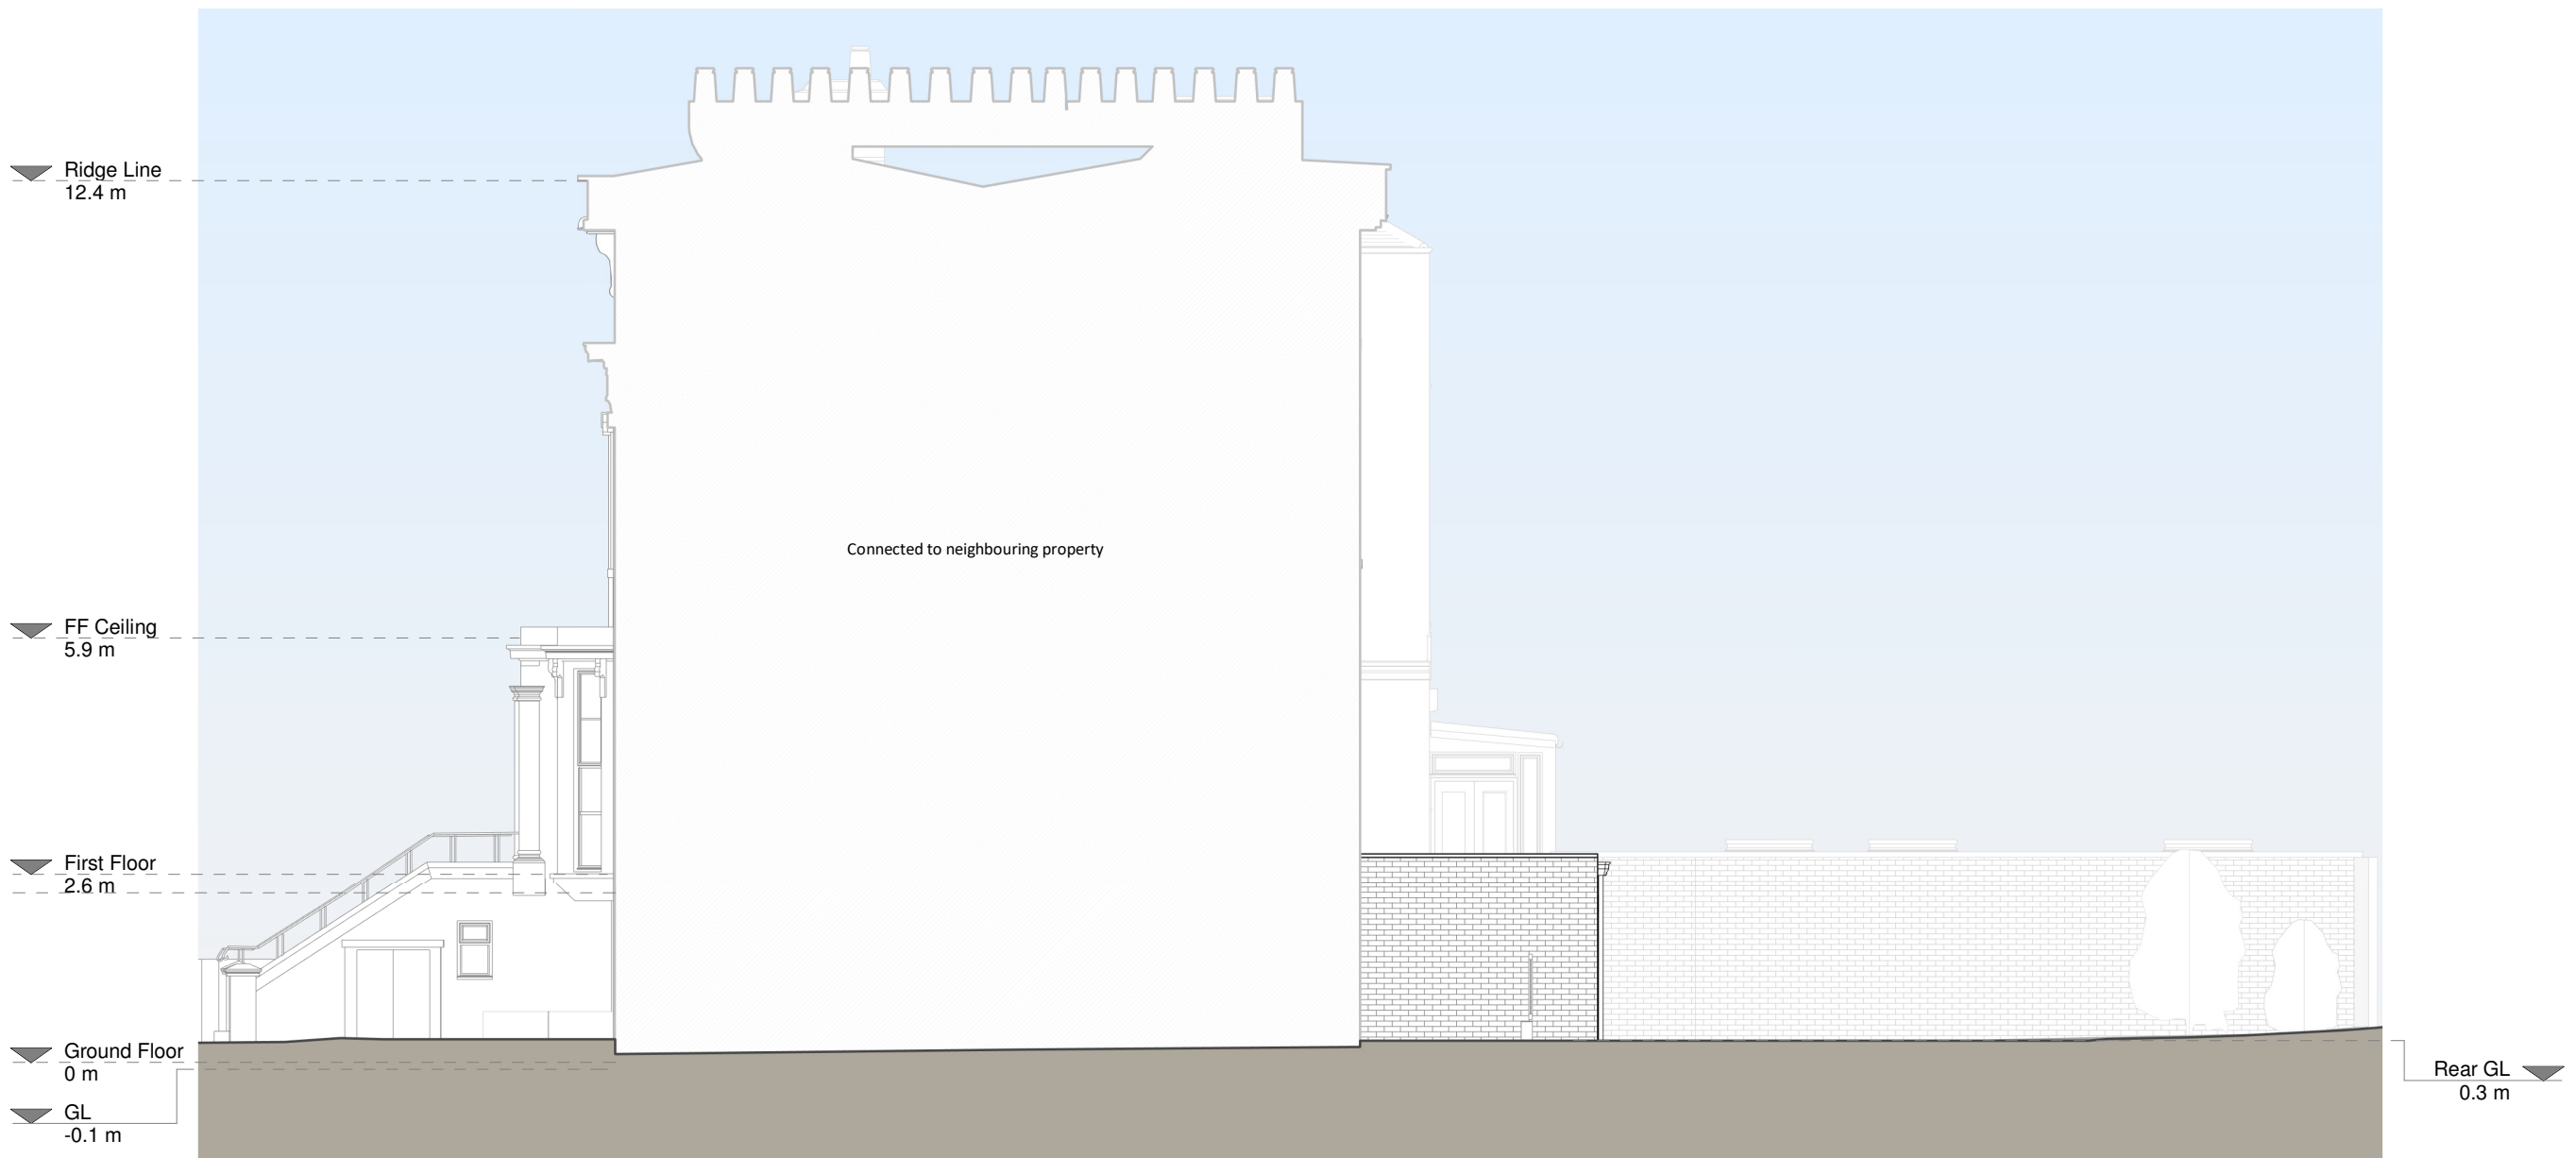 Ridge Line
12.4 m
Connected to neighbouring property
FF Ceiling
5.9 m
First Floor
2.6 m
Ground Floor
0 m
GL
-0.1 m
Rear GL
0.3 m